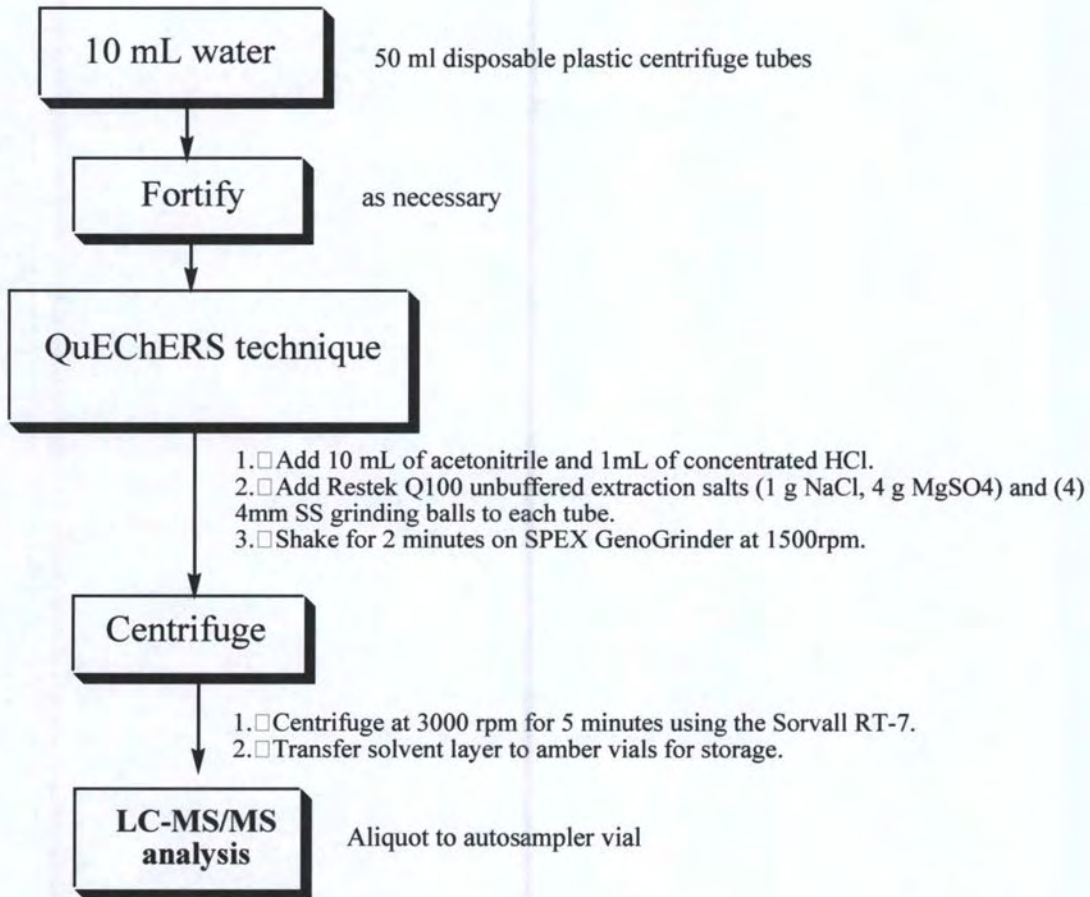 10 mL water
50 ml disposable plastic centrifuge tubes
Fortify
as necessary
QuEChERS technique
1.□Add 10 mL of acetonitrile and 1mL of concentrated HCl.
2.□Add Restek Q100 unbuffered extraction salts (1 g NaCl, 4 g MgSO4) and (4)
4mm SS grinding balls to each tube.
3.□Shake for 2 minutes on SPEX GenoGrinder at 1500rpm.
Centrifuge
1.□Centrifuge at 3000 rpm for 5 minutes using the Sorvall RT-7.
2.□Transfer solvent layer to amber vials for storage.
LC-MS/MS
analysis
Aliquot to autosampler vial